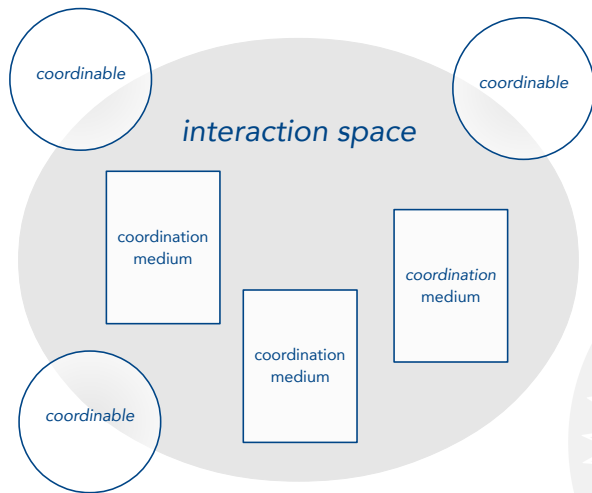 coordinable
coordinable
interaction space
coordination
medium
coordination
medium
coordination
medium
coordinable